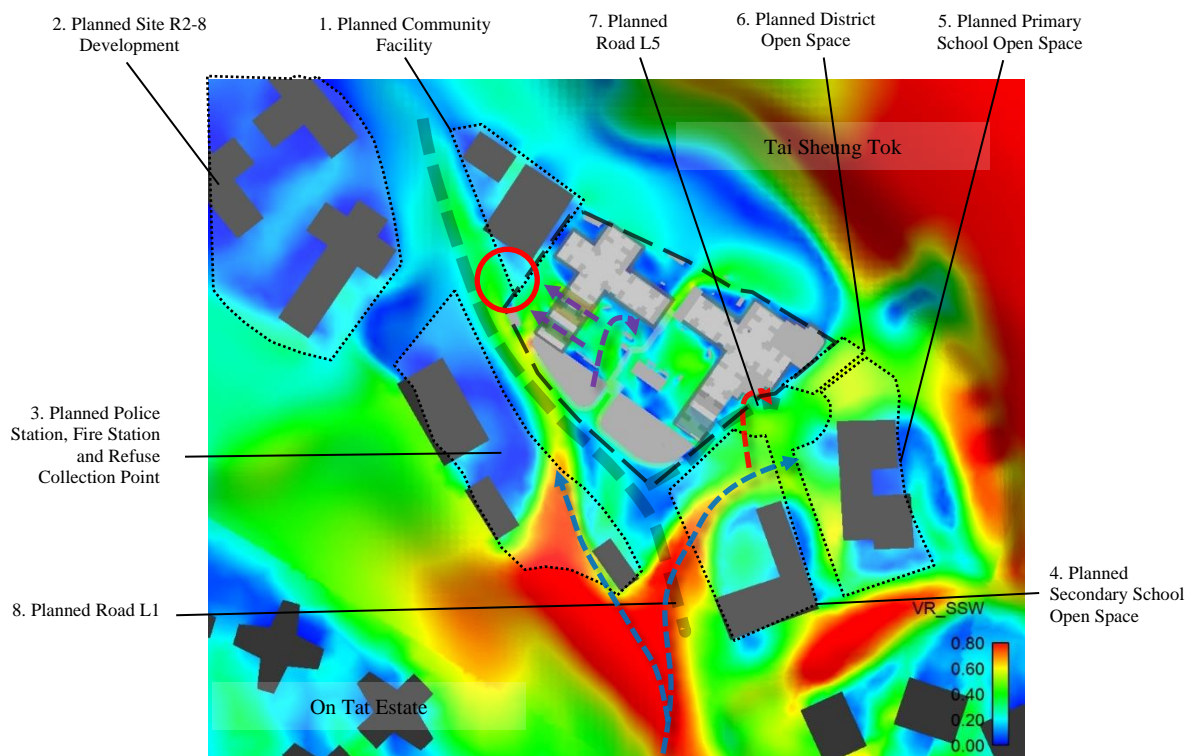 2. Planned Site R2-8
Development
1. Planned Community
Facility
7. Planned
Road L5
6. Planned District
Open Space
5. Planned Primary
School Open Space
Tai Sheung Tok
3. Planned Police
Station, Fire Station
and Refuse
Collection Point
8. Planned Road L1
4. Planned
Secondary School
Open Space
On Tat Estate
VR_SSW
0.80
0.60
0.40
0.20
0.00